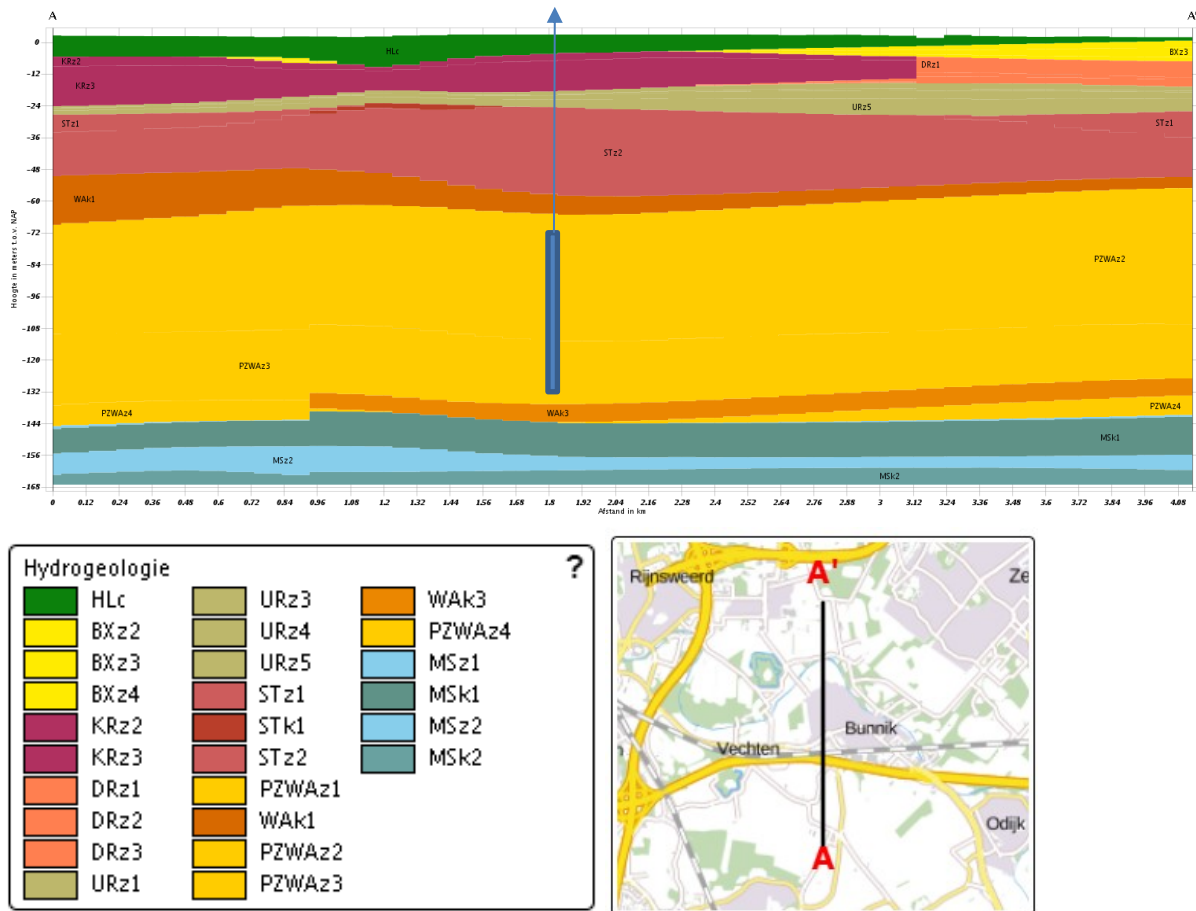 A A'
0
-12
-24
-36
-48
-60
-72
-84
-96
-108
-120
-132
-144
-156
-168
Hoogte in meters t.o.v. NAP
HLc
KRz2
KRz3
BXz3
DRz1
URz5
STz1
STz1
STz2
WAk1
PZWAz2
PZWAz3
PZWAz4
WAk3
PZWAz4
MSk1
MSz2
MSk2
0 0.12 0.24 0.36 0.48 0.6 0.72 0.84 0.96 1.08 1.2 1.32 1.44 1.56 1.68 1.8 1.92 2.04 2.16 2.28 2.4 2.52 2.64 2.76 2.88 3 3.12 3.24 3.36 3.48 3.6 3.72 3.84 3.96 4.08
Afstand in km
Hydrogeologie ?
HLc URz3 WAk3
BXz2 URz4 PZWAz4
BXz3 URz5 MSz1
BXz4 STz1 MSk1
KRz2 STk1 MSz2
KRz3 STz2 MSk2
DRz1 PZWAz1
DRz2 WAk1
DRz3 PZWAz2
URz1 PZWAz3
Rijnsweerd A' Ze
Bunnik
Vechten
Odijk
A